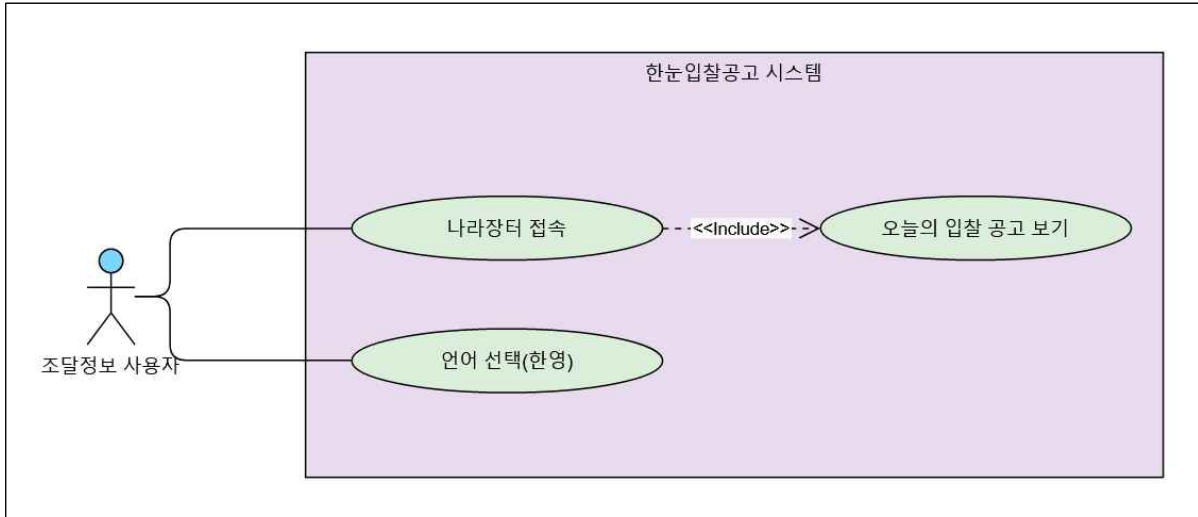 한눈입찰공고 시스템
나라장터 접속
<<Include>>
오늘의 입찰 공고 보기
언어 선택(한영)
조달정보 사용자